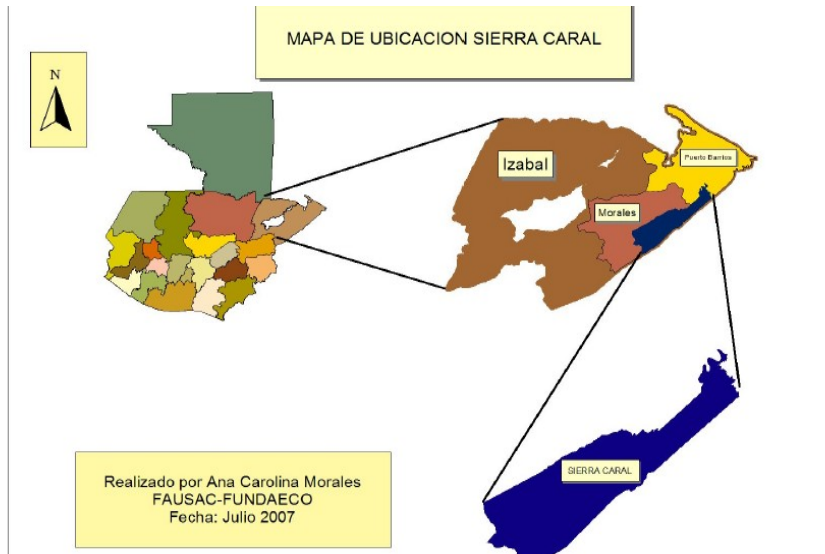 MAPA DE UBICACION SIERRA CARAL
N
Izabal
Puerto Barrios
Morales
SIERRA CARAL
Realizado por Ana Carolina Morales
FAUSAC-FUNDAECO
Fecha: Julio 2007